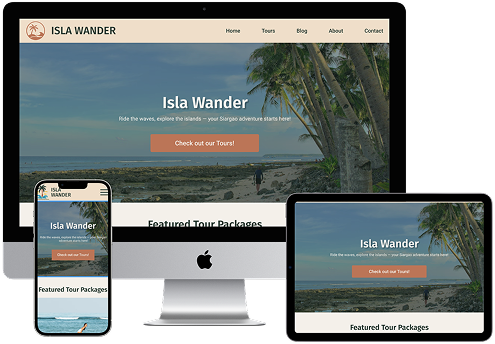 ISLA WANDER
Home Tours Blog About Contact
Isla Wander
Ride the waves, explore the islands — your Siargao adventure starts here!
Check out our Tours!
Featured Tour Packages
ISLA
WANDER
Isla Wander
Ride the waves, explore the islands — your Siargao
adventure starts here!
Check out our Tours!
Featured Tour Packages
Isla Wander
Ride the waves, explore the islands — your Siargao adventure starts here!
Check out our Tours!
Featured Tour Packages